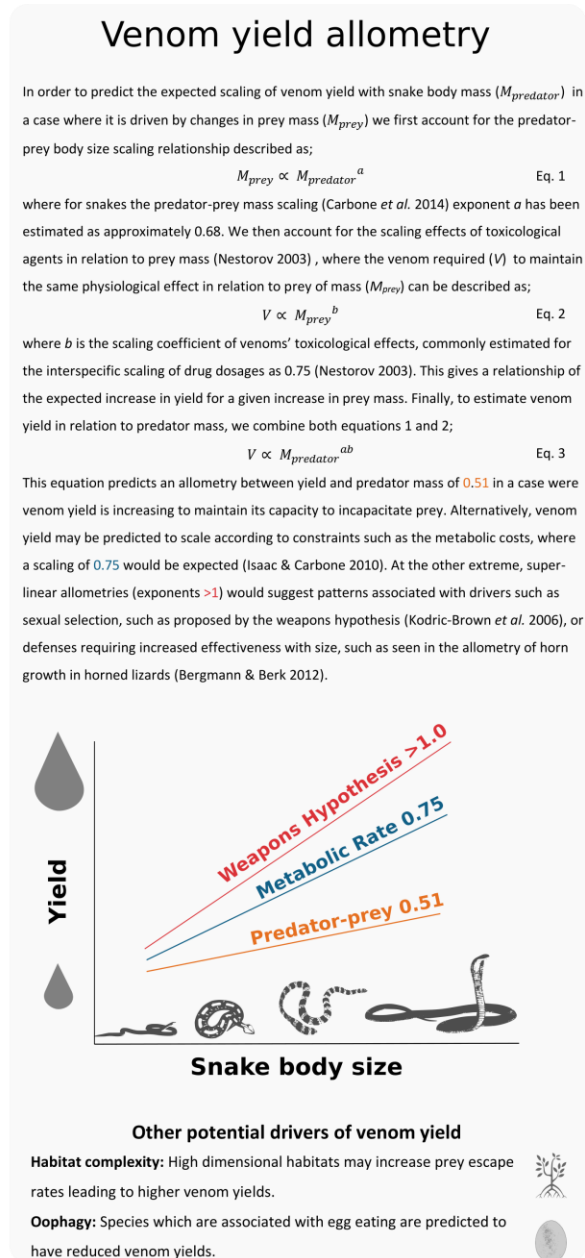 Venom yield allometry
In order to predict the expected scaling of venom yield with snake body mass (Mpredator) in
a case where it is driven by changes in prey mass (Mprey) we first account for the predator-
prey body size scaling relationship described as;
Mprey ∝ Mpredator^a Eq. 1
where for snakes the predator-prey mass scaling (Carbone et al. 2014) exponent a has been
estimated as approximately 0.68. We then account for the scaling effects of toxicological
agents in relation to prey mass (Nestorov 2003) , where the venom required (V) to maintain
the same physiological effect in relation to prey of mass (Mprey) can be described as;
V ∝ Mprey^b Eq. 2
where b is the scaling coefficient of venoms’ toxicological effects, commonly estimated for
the interspecific scaling of drug dosages as 0.75 (Nestorov 2003). This gives a relationship of
the expected increase in yield for a given increase in prey mass. Finally, to estimate venom
yield in relation to predator mass, we combine both equations 1 and 2;
V ∝ Mpredator^ab Eq. 3
This equation predicts an allometry between yield and predator mass of 0.51 in a case were
venom yield is increasing to maintain its capacity to incapacitate prey. Alternatively, venom
yield may be predicted to scale according to constraints such as the metabolic costs, where
a scaling of 0.75 would be expected (Isaac & Carbone 2010). At the other extreme, super-
linear allometries (exponents >1) would suggest patterns associated with drivers such as
sexual selection, such as proposed by the weapons hypothesis (Kodric-Brown et al. 2006), or
defenses requiring increased effectiveness with size, such as seen in the allometry of horn
growth in horned lizards (Bergmann & Berk 2012).
Weapons Hypothesis >1.0
Metabolic Rate 0.75
Predator-prey 0.51
Yield
Snake body size
Other potential drivers of venom yield
Habitat complexity: High dimensional habitats may increase prey escape
rates leading to higher venom yields.
Oophagy: Species which are associated with egg eating are predicted to
have reduced venom yields.